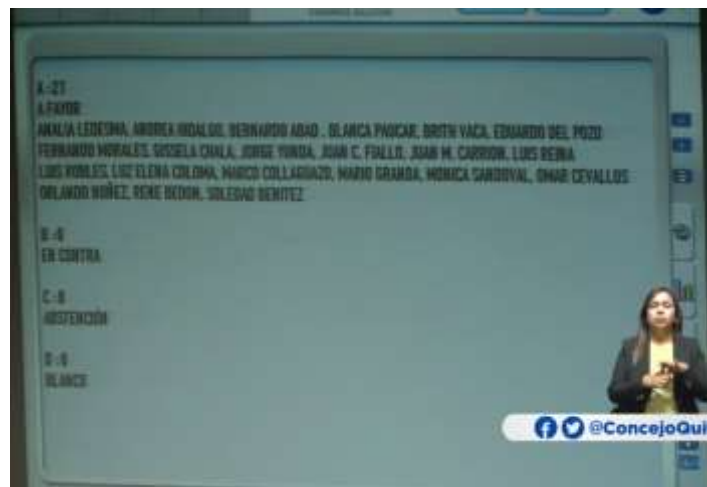 A :21
A FAVOR
ANALIA LEDESMA, ANDREA HIDALGO, BERNARDO ABAD , BLANCA PAUCAR, BRITH VACA, EDUARDO DEL POZO
FERNANDO MORALES, GISSELA CHALA, JORGE YUNDA, JUAN C. FIALLO, JUAN M. CARRION, LUIS REINA
LUIS ROBLES, LUZ ELENA COLOMA, MARCO COLLAGUAZO, MARIO GRANDA, MONICA SANDOVAL, OMAR CEVALLOS
ORLANDO NUÑEZ, RENE BEDON, SOLEDAD BENITEZ
B :0
EN CONTRA
C :0
ABSTENCIÓN
D :0
BLANCO
@ConcejoQui